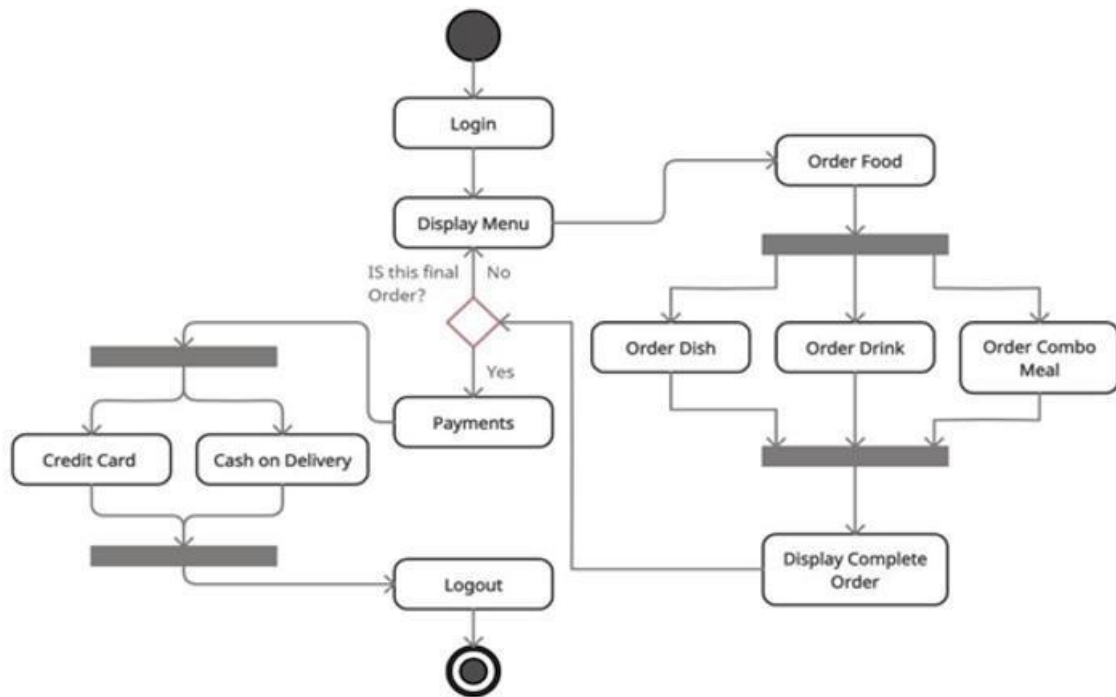 Login
Order Food
Display Menu
IS this final
Order?
No
Order Dish
Order Drink
Order Combo
Meal
Yes
Payments
Credit Card
Cash on Delivery
Display Complete
Order
Logout